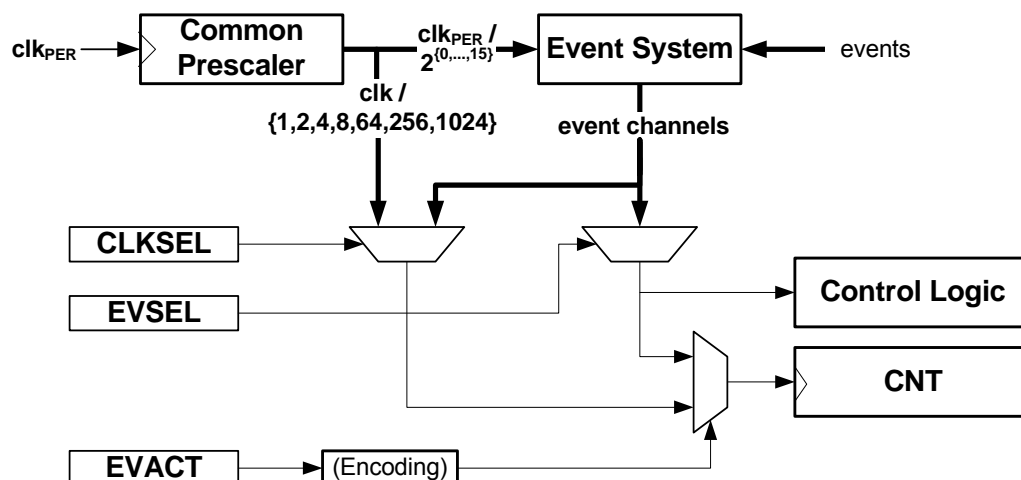 clkPER
Common
Prescaler
clkPER /
2{0,...,15}
Event System
events
clk /
{1,2,4,8,64,256,1024}
event channels
CLKSEL
EVSEL
Control Logic
CNT
EVACT
(Encoding)